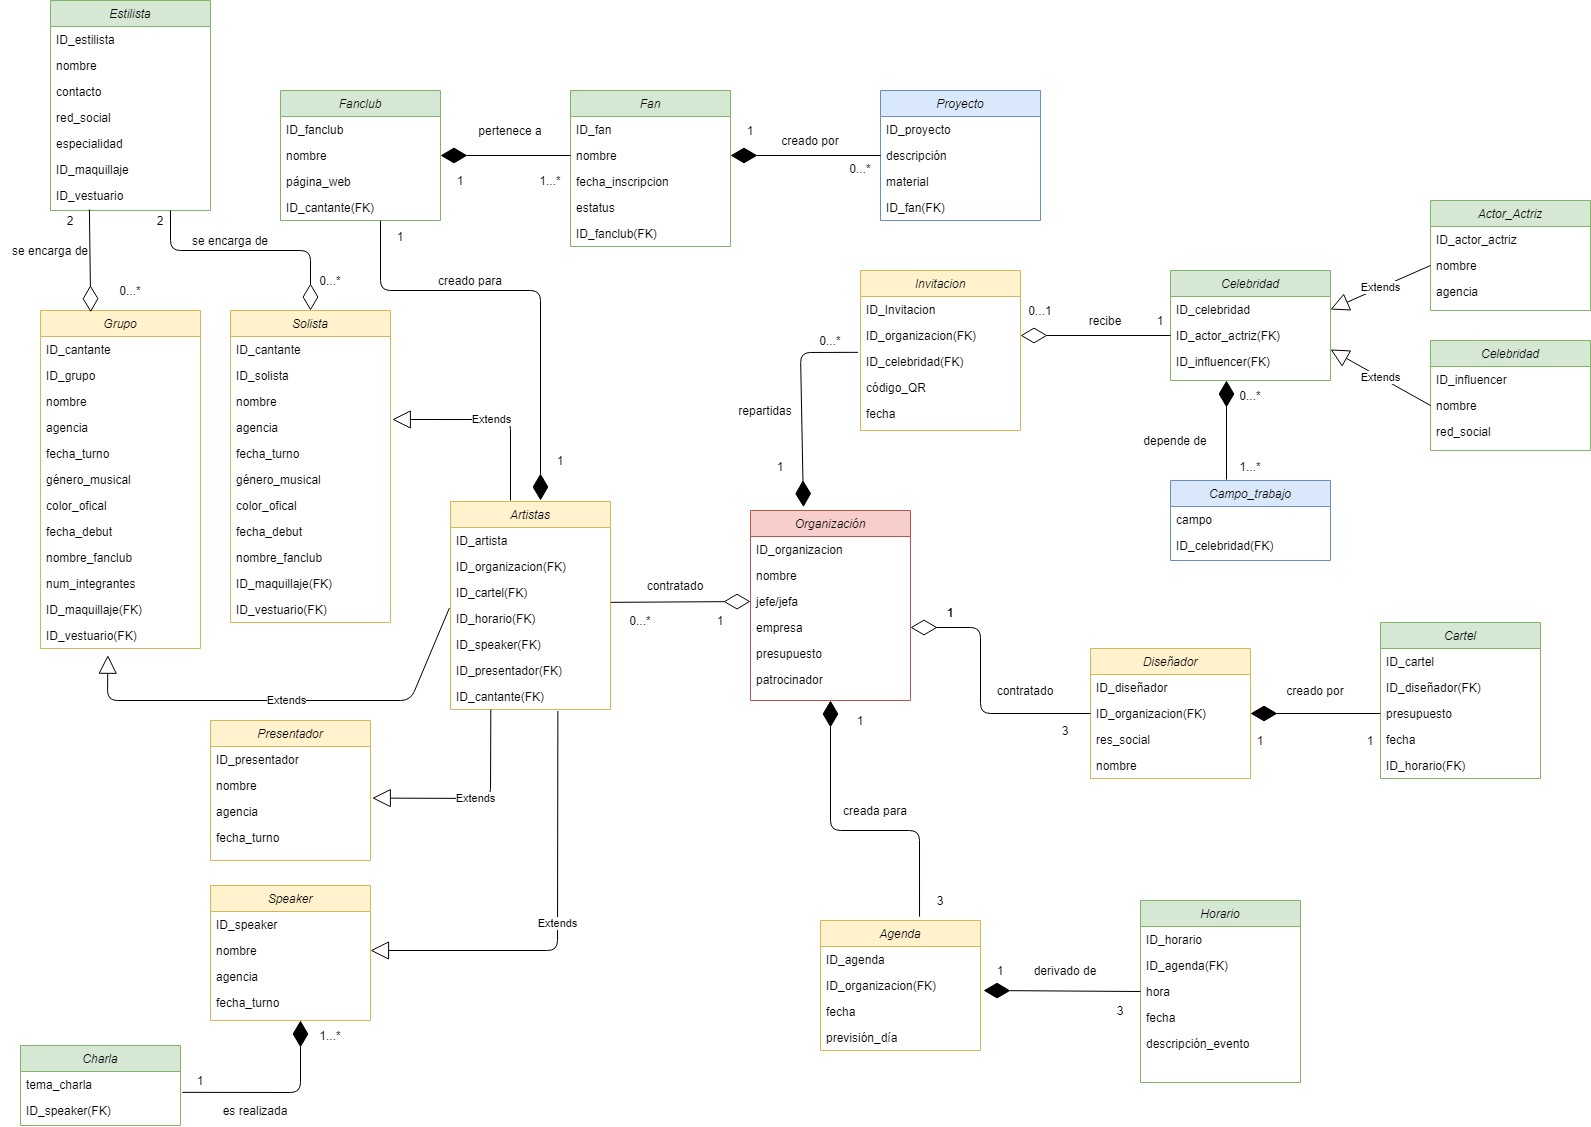 Estilista
ID_estilista
nombre
contacto
red_social
especialidad
ID_maquillaje
ID_vestuario
2
se encarga de
0...*
2
se encarga de
0...*
Fanclub
ID_fanclub
nombre
página_web
ID_cantante(FK)
pertenece a
1
1...*
Fan
ID_fan
nombre
fecha_inscripcion
estatus
ID_fanclub(FK)
1
creado por
0...*
Proyecto
ID_proyecto
descripción
material
ID_fan(FK)
1
creado para
1
Grupo
ID_cantante
ID_grupo
nombre
agencia
fecha_turno
género_musical
color_ofical
fecha_debut
nombre_fanclub
num_integrantes
ID_maquillaje(FK)
ID_vestuario(FK)
Solista
ID_cantante
ID_solista
nombre
agencia
fecha_turno
género_musical
color_ofical
fecha_debut
nombre_fanclub
ID_maquillaje(FK)
ID_vestuario(FK)
Extends
Artistas
ID_artista
ID_organizacion(FK)
ID_cartel(FK)
ID_horario(FK)
ID_speaker(FK)
ID_presentador(FK)
ID_cantante(FK)
Extends
Extends
Extends
Presentador
ID_presentador
nombre
agencia
fecha_turno
Speaker
ID_speaker
nombre
agencia
fecha_turno
1...*
1
es realizada
Charla
tema_charla
ID_speaker(FK)
contratado
0...*
1
Organización
ID_organizacion
nombre
jefe/jefa
empresa
presupuesto
patrocinador
0...*
repartidas
1
Invitacion
ID_Invitacion
ID_organizacion(FK)
ID_celebridad(FK)
código_QR
fecha
0...1
recibe
1
Celebridad
ID_celebridad
ID_actor_actriz(FK)
ID_influencer(FK)
Extends
Actor_Actriz
ID_actor_actriz
nombre
agencia
Extends
Celebridad
ID_influencer
nombre
red_social
0...*
depende de
1...*
Campo_trabajo
campo
ID_celebridad(FK)
1
contratado
3
Diseñador
ID_diseñador
ID_organizacion(FK)
res_social
nombre
creado por
1
1
Cartel
ID_cartel
ID_diseñador(FK)
presupuesto
fecha
ID_horario(FK)
1
creada para
3
Agenda
ID_agenda
ID_organizacion(FK)
fecha
previsión_día
1
derivado de
3
Horario
ID_horario
ID_agenda(FK)
hora
fecha
descripción_evento